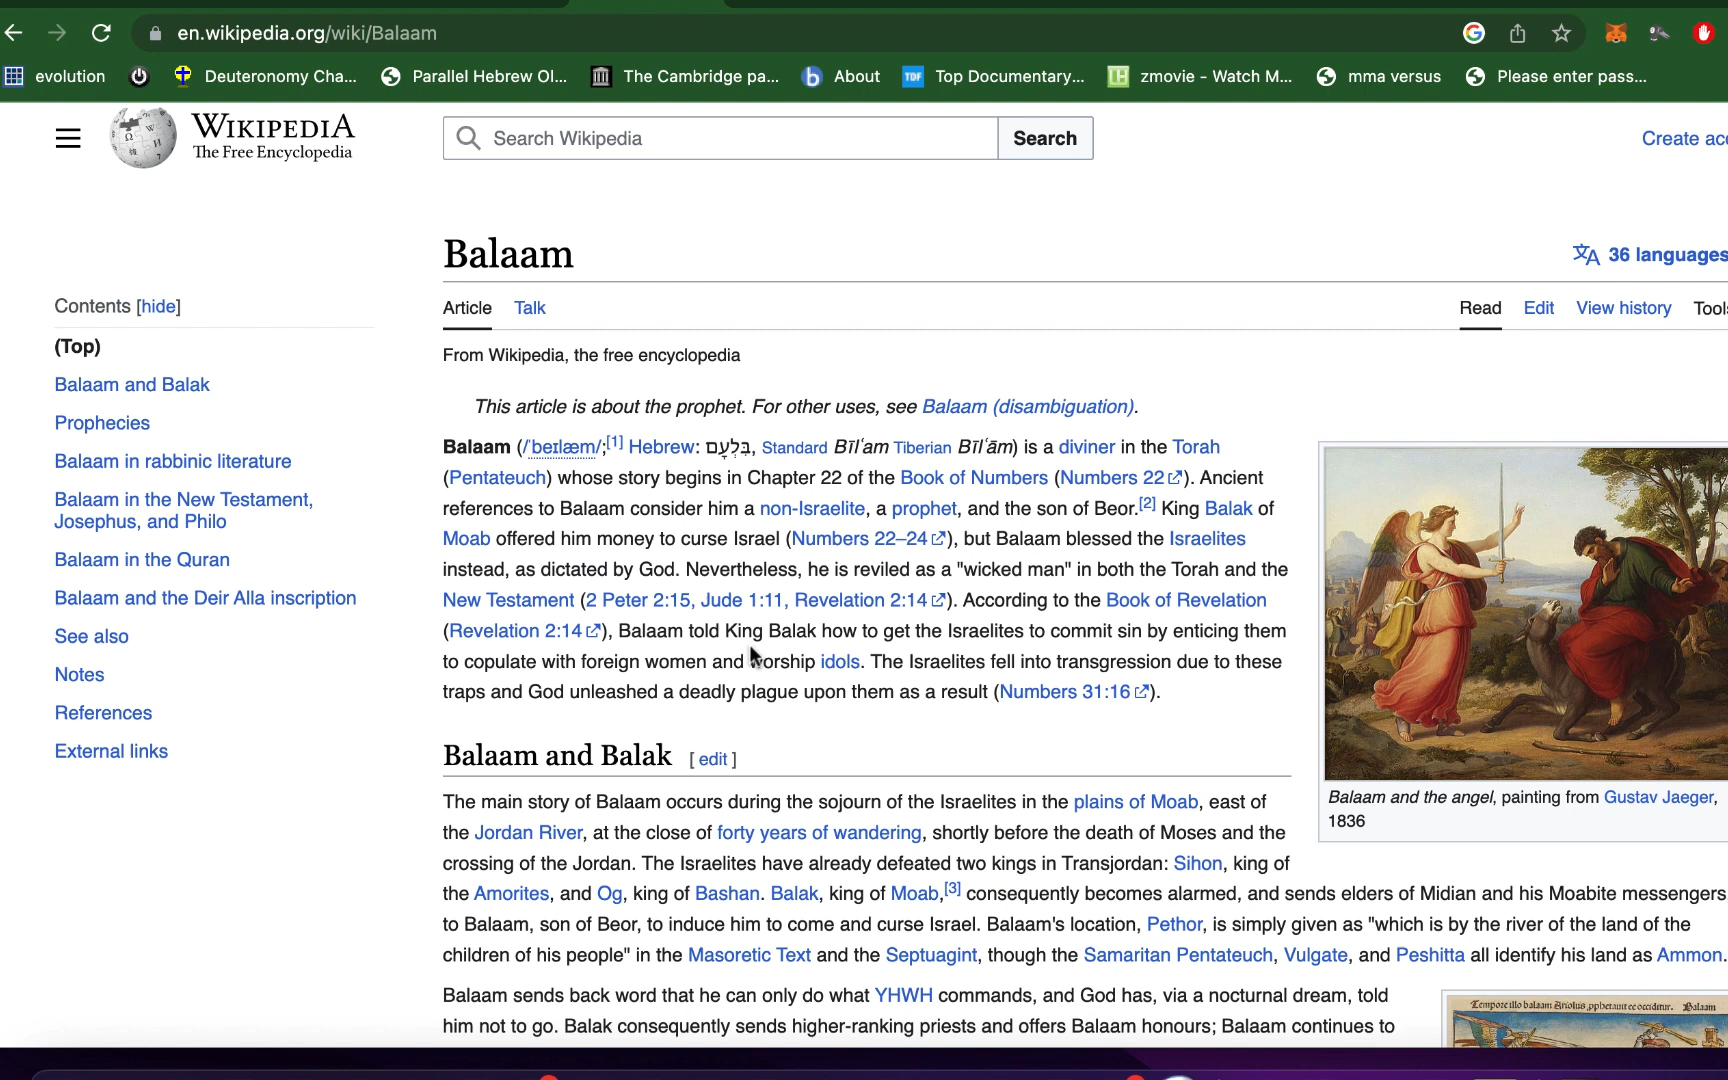 en.wikipedia.org/wiki/Balaam
evolution
Deuteronomy Cha...
Parallel Hebrew Ol...
The Cambridge pa...
About
TDF
Top Documentary...
zmovie - Watch M...
mma versus
Please enter pass...
WIKIPEDIA
The Free Encyclopedia
Search Wikipedia
Search
Create acc
Balaam
36 languages
Contents [hide]
(Top)
Balaam and Balak
Prophecies
Balaam in rabbinic literature
Balaam in the New Testament,
Josephus, and Philo
Balaam in the Quran
Balaam and the Deir Alla inscription
See also
Notes
References
External links
Article Talk
Read Edit View history Tools
From Wikipedia, the free encyclopedia
This article is about the prophet. For other uses, see Balaam (disambiguation).
Balaam (/ˈbeɪlæm/;[1] Hebrew: בִּלְעָם, Standard Bīlʿam Tiberian Bīlʿām) is a diviner in the Torah
(Pentateuch) whose story begins in Chapter 22 of the Book of Numbers (Numbers 22). Ancient
references to Balaam consider him a non-Israelite, a prophet, and the son of Beor.[2] King Balak of
Moab offered him money to curse Israel (Numbers 22–24), but Balaam blessed the Israelites
instead, as dictated by God. Nevertheless, he is reviled as a "wicked man" in both the Torah and the
New Testament (2 Peter 2:15, Jude 1:11, Revelation 2:14). According to the Book of Revelation
(Revelation 2:14), Balaam told King Balak how to get the Israelites to commit sin by enticing them
to copulate with foreign women and worship idols. The Israelites fell into transgression due to these
traps and God unleashed a deadly plague upon them as a result (Numbers 31:16).
Balaam and the angel, painting from Gustav Jaeger,
1836
Balaam and Balak [ edit ]
The main story of Balaam occurs during the sojourn of the Israelites in the plains of Moab, east of
the Jordan River, at the close of forty years of wandering, shortly before the death of Moses and the
crossing of the Jordan. The Israelites have already defeated two kings in Transjordan: Sihon, king of
the Amorites, and Og, king of Bashan. Balak, king of Moab,[3] consequently becomes alarmed, and sends elders of Midian and his Moabite messengers,
to Balaam, son of Beor, to induce him to come and curse Israel. Balaam's location, Pethor, is simply given as "which is by the river of the land of the
children of his people" in the Masoretic Text and the Septuagint, though the Samaritan Pentateuch, Vulgate, and Peshitta all identify his land as Ammon.
Balaam sends back word that he can only do what YHWH commands, and God has, via a nocturnal dream, told
him not to go. Balak consequently sends higher-ranking priests and offers Balaam honours; Balaam continues to